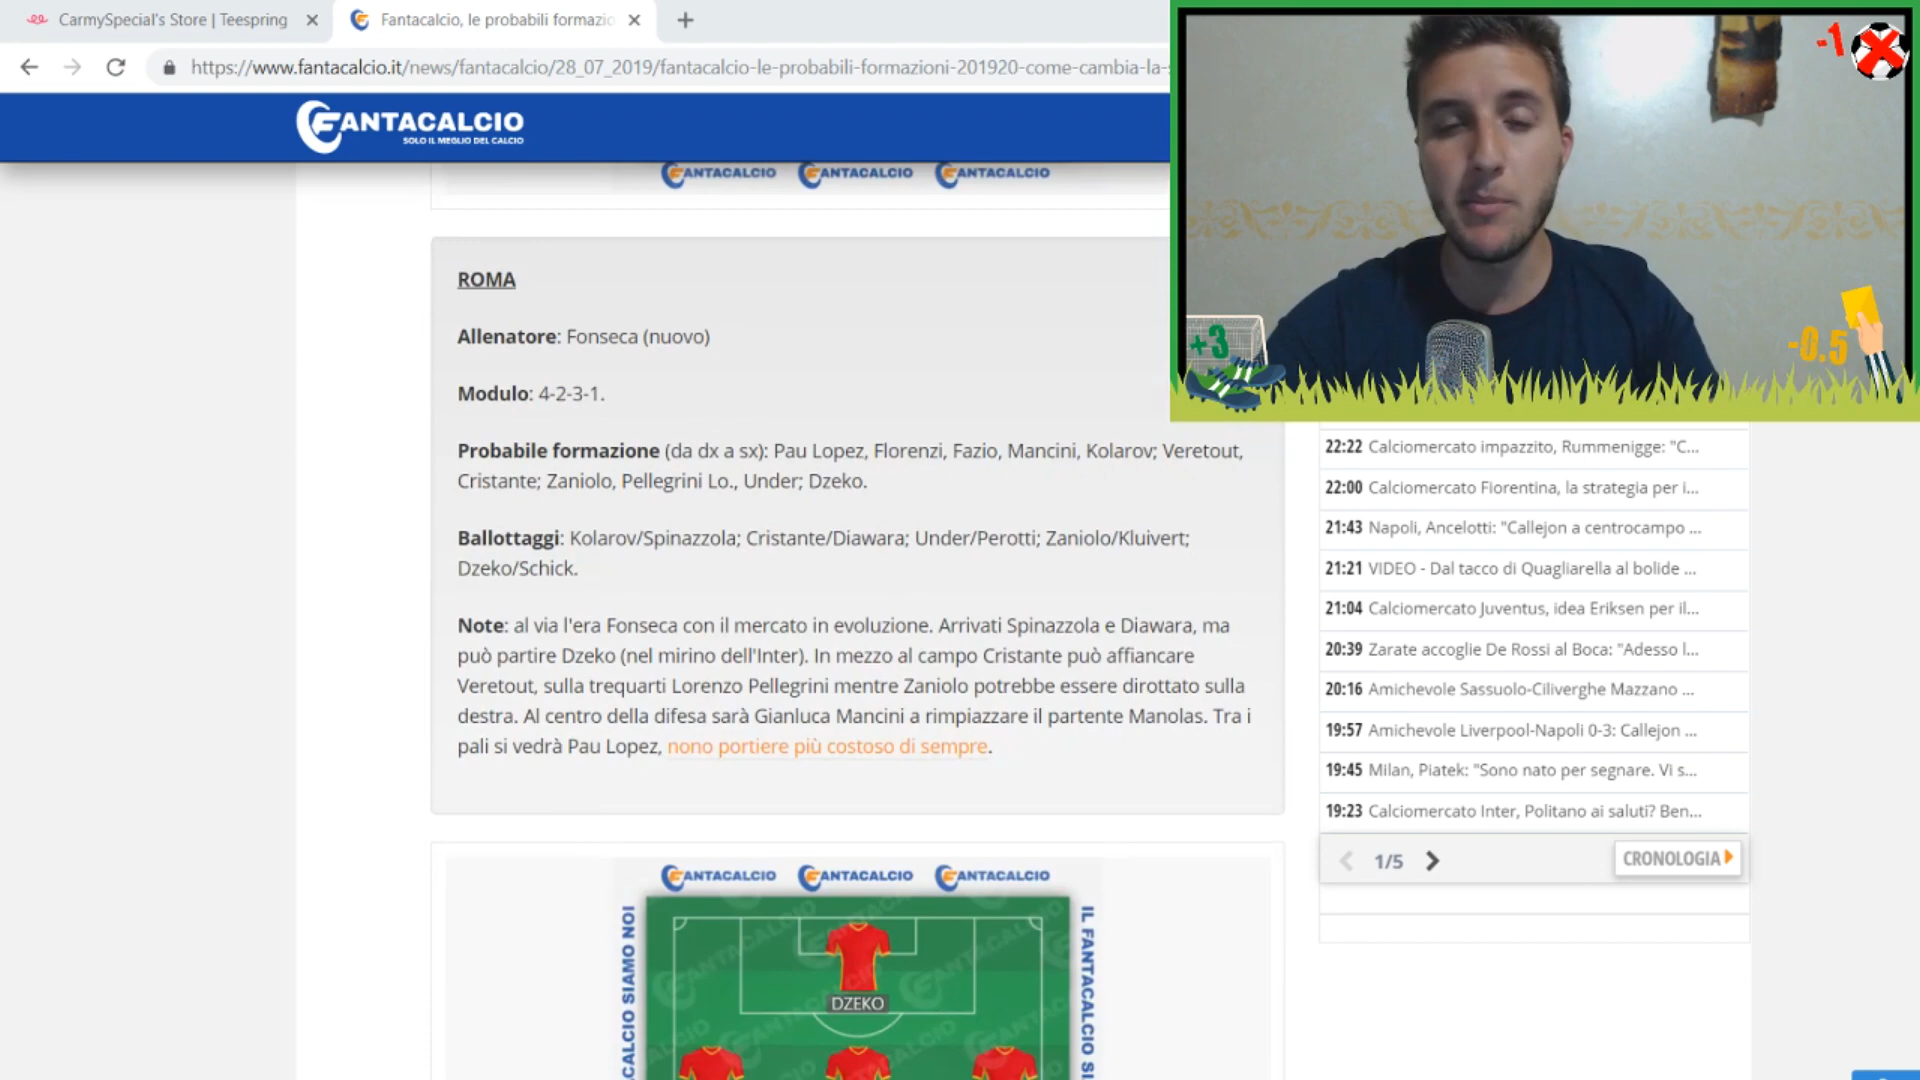 CarmySpecial's Store | Teespring
Fantacalcio, le probabili formazio
https://www.fantacalcio.it/news/fantacalcio/28_07_2019/fantacalcio-le-probabili-formazioni-201920-come-cambia-la-s
FANTACALCIO
SOLO IL MEGLIO DEL CALCIO
FANTACALCIO FANTACALCIO FANTACALCIO
-1
+3
-0.5
ROMA
Allenatore: Fonseca (nuovo)
Modulo: 4-2-3-1.
Probabile formazione (da dx a sx): Pau Lopez, Florenzi, Fazio, Mancini, Kolarov; Veretout,
Cristante; Zaniolo, Pellegrini Lo., Under; Dzeko.
Ballottaggi: Kolarov/Spinazzola; Cristante/Diawara; Under/Perotti; Zaniolo/Kluivert;
Dzeko/Schick.
Note: al via l'era Fonseca con il mercato in evoluzione. Arrivati Spinazzola e Diawara, ma
può partire Dzeko (nel mirino dell'Inter). In mezzo al campo Cristante può affiancare
Veretout, sulla trequarti Lorenzo Pellegrini mentre Zaniolo potrebbe essere dirottato sulla
destra. Al centro della difesa sarà Gianluca Mancini a rimpiazzare il partente Manolas. Tra i
pali si vedrà Pau Lopez, nono portiere più costoso di sempre.
22:22 Calciomercato impazzito, Rummenigge: "C...
22:00 Calciomercato Fiorentina, la strategia per i...
21:43 Napoli, Ancelotti: "Callejon a centrocampo ...
21:21 VIDEO - Dal tacco di Quagliarella al bolide ...
21:04 Calciomercato Juventus, idea Eriksen per il...
20:39 Zarate accoglie De Rossi al Boca: "Adesso l...
20:16 Amichevole Sassuolo-Ciliverghe Mazzano ...
19:57 Amichevole Liverpool-Napoli 0-3: Callejon ...
19:45 Milan, Piatek: "Sono nato per segnare. Vi s...
19:23 Calciomercato Inter, Politano ai saluti? Ben...
1/5
CRONOLOGIA
FANTACALCIO FANTACALCIO FANTACALCIO
CALCIO SIAMO NOI
IL FANTACALCIO SI
DZEKO